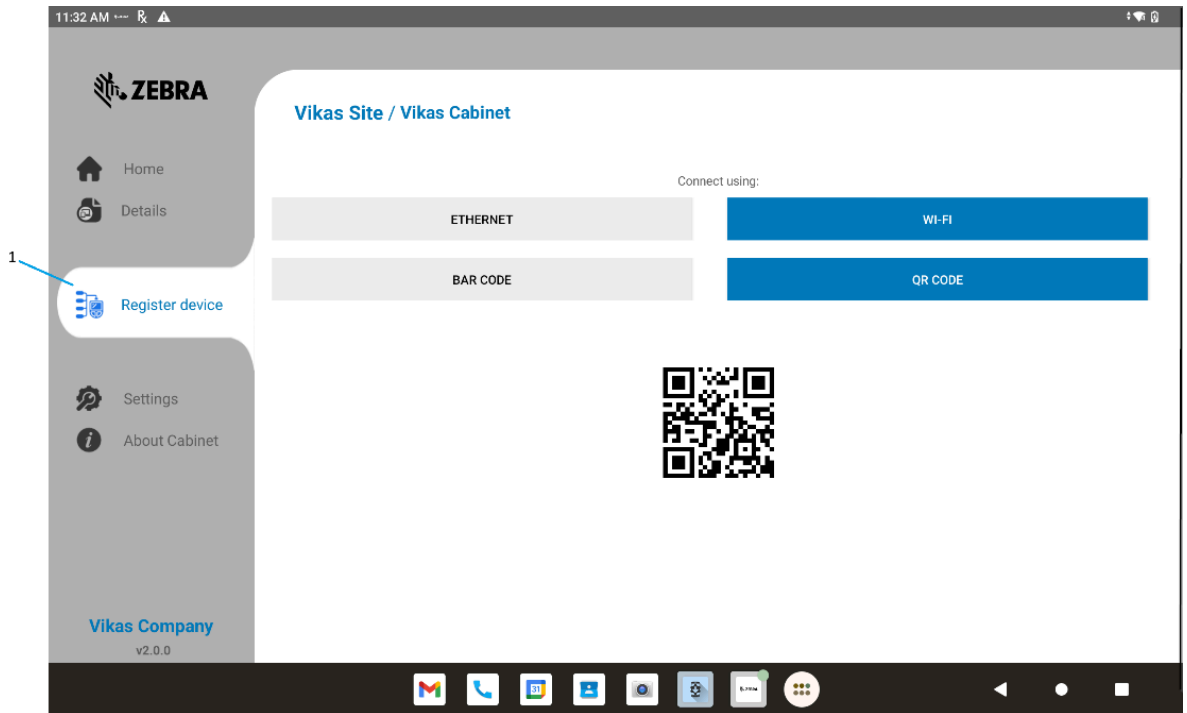 11:32 AM
ZEBRA
Vikas Site / Vikas Cabinet
Home
Details
Connect using:
ETHERNET
WI-FI
BAR CODE
QR CODE
1
Register device
Settings
About Cabinet
Vikas Company
v2.0.0
31